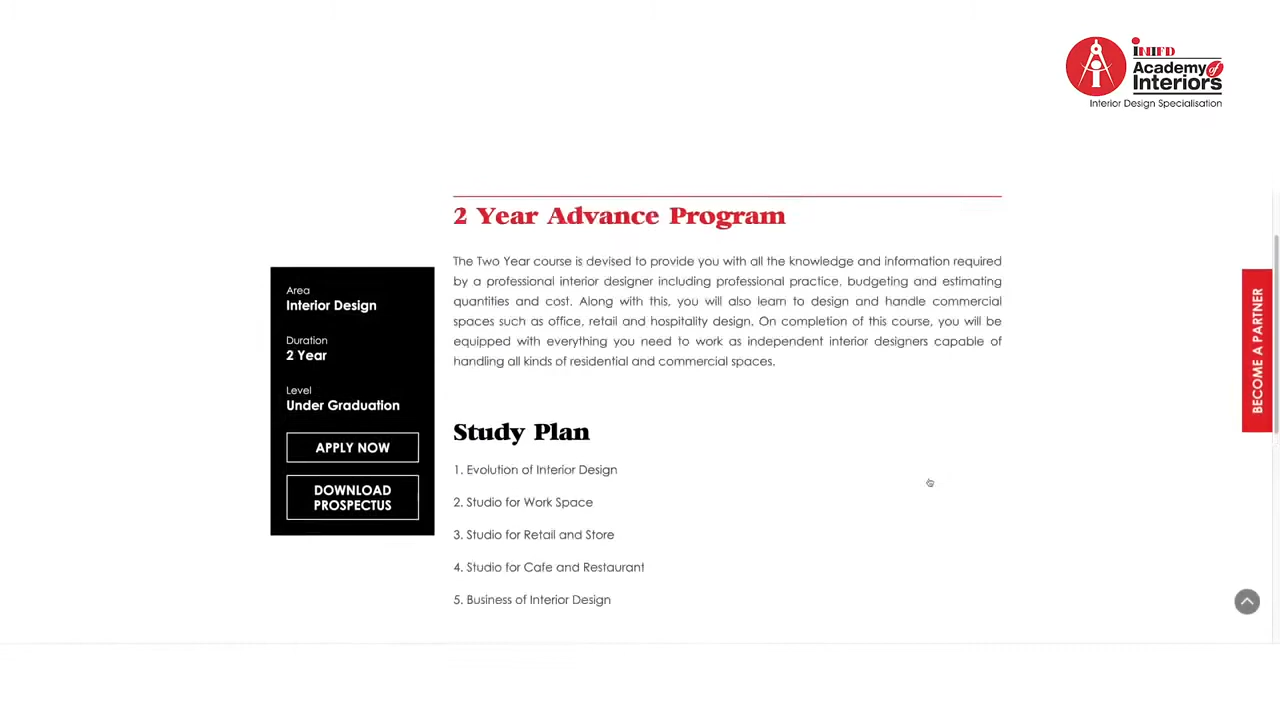 INIFD
Academy of
Interiors
Interior Design Specialisation
2 Year Advance Program
The Two Year course is devised to provide you with all the knowledge and information required
by a professional interior designer including professional practice, budgeting and estimating
quantities and cost. Along with this, you will also learn to design and handle commercial
spaces such as office, retail and hospitality design. On completion of this course, you will be
equipped with everything you need to work as independent interior designers capable of
handling all kinds of residential and commercial spaces.
Area
Interior Design
Duration
2 Year
Level
Under Graduation
APPLY NOW
DOWNLOAD
PROSPECTUS
Study Plan
1. Evolution of Interior Design
2. Studio for Work Space
3. Studio for Retail and Store
4. Studio for Cafe and Restaurant
5. Business of Interior Design
BECOME A PARTNER